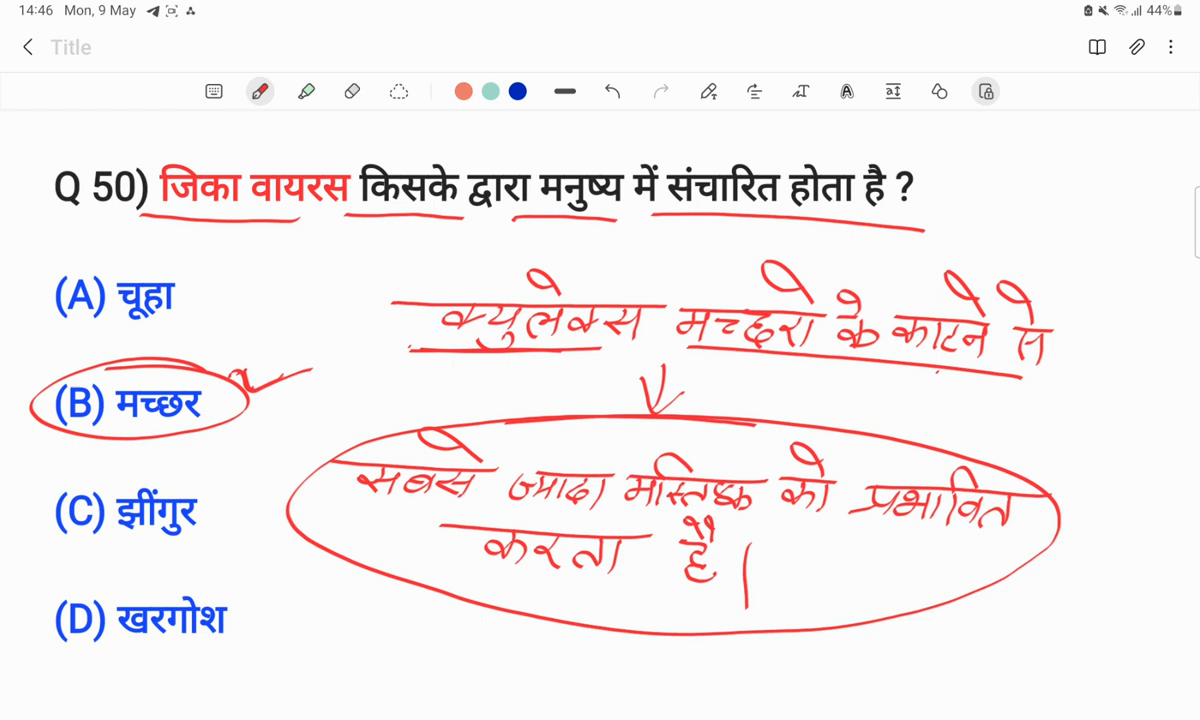 14:46 Mon, 9 May 44%
Title
Q 50) जिका वायरस किसके द्वारा मनुष्य में संचारित होता है ?
(A) चूहा
क्युलेक्स मच्छरो के काटने से
(B) मच्छर
सबसे ज्यादा मस्तिष्क को प्रभावित
करता है।
(C) झींगुर
(D) खरगोश